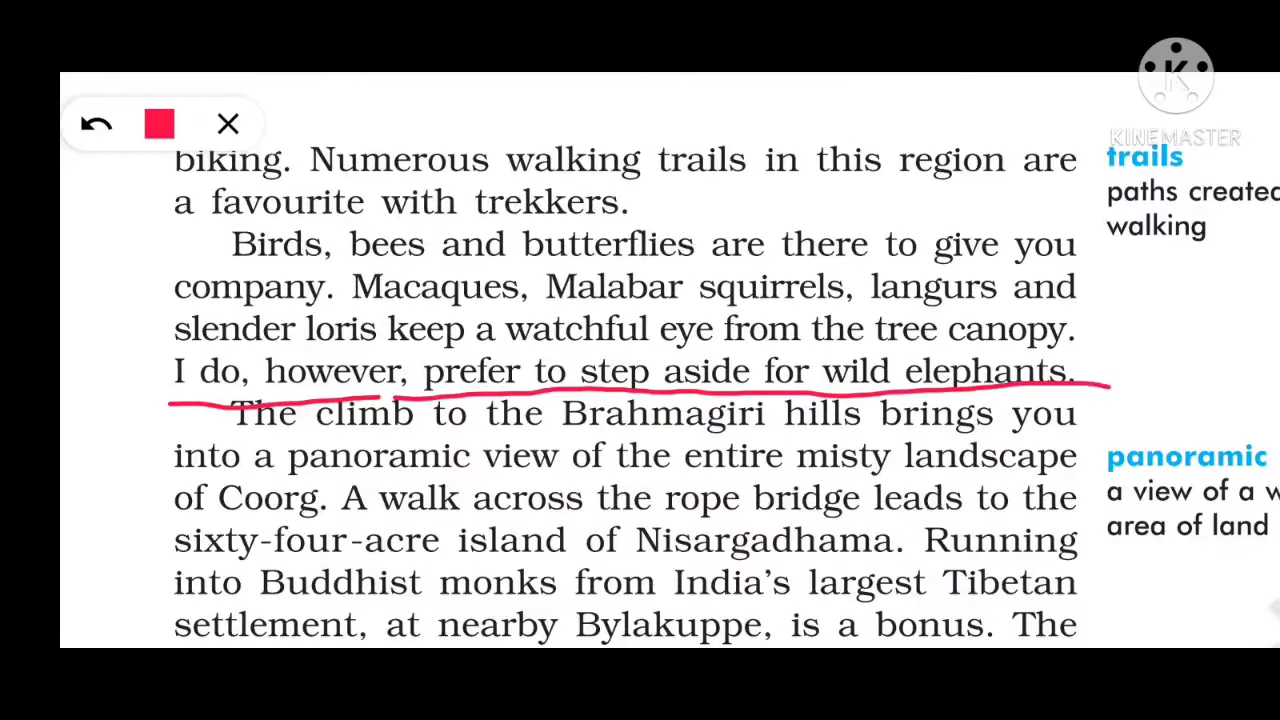 KINEMASTER
biking. Numerous walking trails in this region are
a favourite with trekkers.
Birds, bees and butterflies are there to give you
company. Macaques, Malabar squirrels, langurs and
slender loris keep a watchful eye from the tree canopy.
I do, however, prefer to step aside for wild elephants.
The climb to the Brahmagiri hills brings you
into a panoramic view of the entire misty landscape
of Coorg. A walk across the rope bridge leads to the
sixty-four-acre island of Nisargadhama. Running
into Buddhist monks from India's largest Tibetan
settlement, at nearby Bylakuppe, is a bonus. The
trails
paths created
walking
panoramic
a view of a
area of land